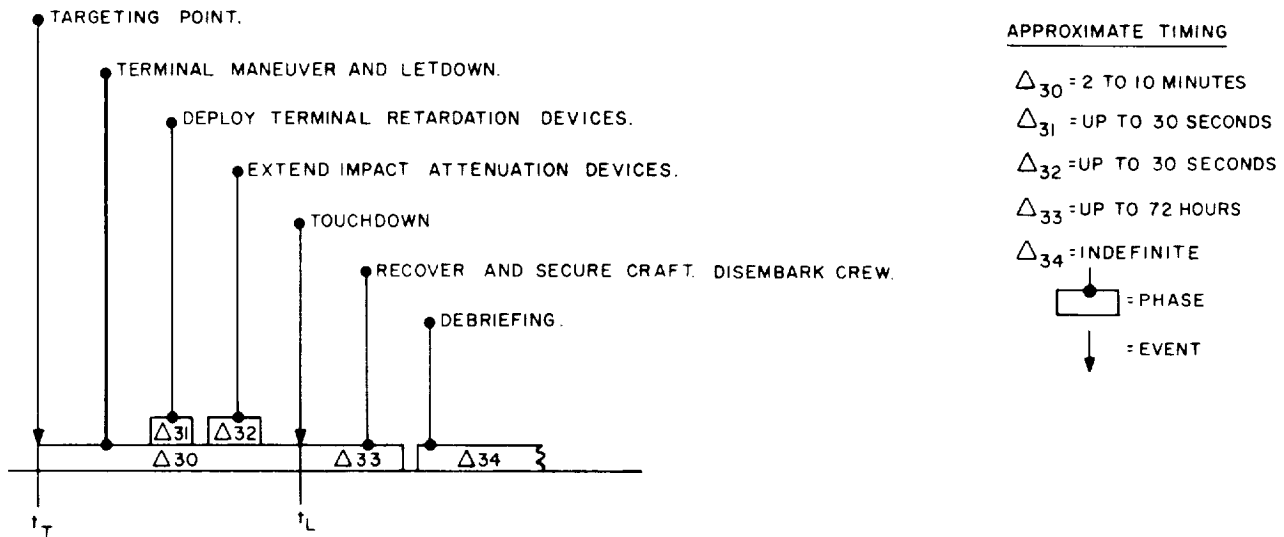 TARGETING POINT.
TERMINAL MANEUVER AND LETDOWN.
DEPLOY TERMINAL RETARDATION DEVICES.
EXTEND IMPACT ATTENUATION DEVICES.
TOUCHDOWN
RECOVER AND SECURE CRAFT. DISEMBARK CREW.
DEBRIEFING.
Δ31 Δ32
Δ30 Δ33 Δ34
tT tL
APPROXIMATE TIMING
Δ30 = 2 TO 10 MINUTES
Δ31 = UP TO 30 SECONDS
Δ32 = UP TO 30 SECONDS
Δ33 = UP TO 72 HOURS
Δ34 = INDEFINITE
= PHASE
= EVENT